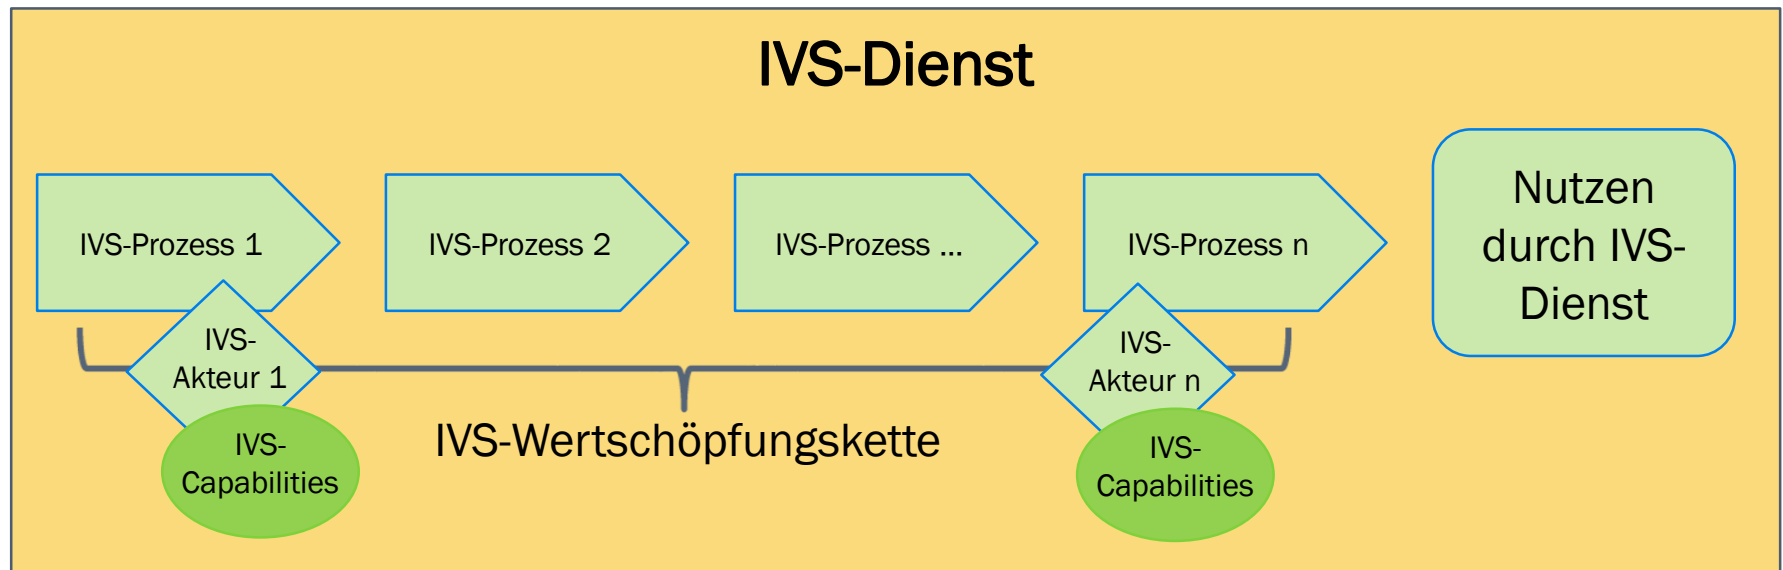 IVS-Dienst
IVS-Prozess 1
IVS-Prozess 2
IVS-Prozess ...
IVS-Prozess n
Nutzen
durch IVS-
Dienst
IVS-
Akteur 1
IVS-
Capabilities
IVS-Wertschöpfungskette
IVS-
Akteur n
IVS-
Capabilities